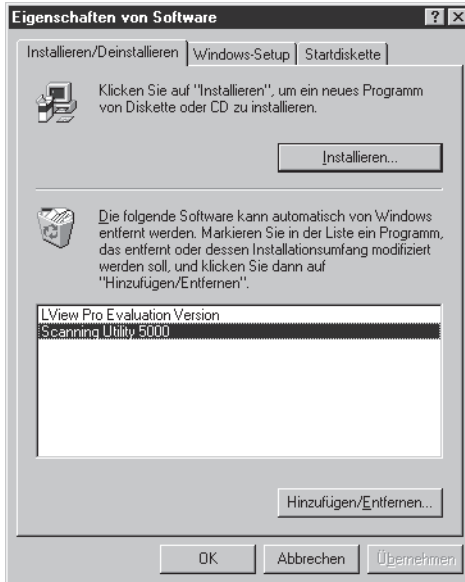 Eigenschaften von Software
Installieren/Deinstallieren Windows-Setup Startdiskette
Klicken Sie auf "Installieren", um ein neues Programm
von Diskette oder CD zu installieren.
Installieren...
Die folgende Software kann automatisch von Windows
entfernt werden. Markieren Sie in der Liste ein Programm,
das entfernt oder dessen Installationsumfang modifiziert
werden soll, und klicken Sie dann auf
"Hinzufügen/Entfernen".
LView Pro Evaluation Version
Scanning Utility 5000
Hinzufügen/Entfernen...
OK Abbrechen Übernehmen